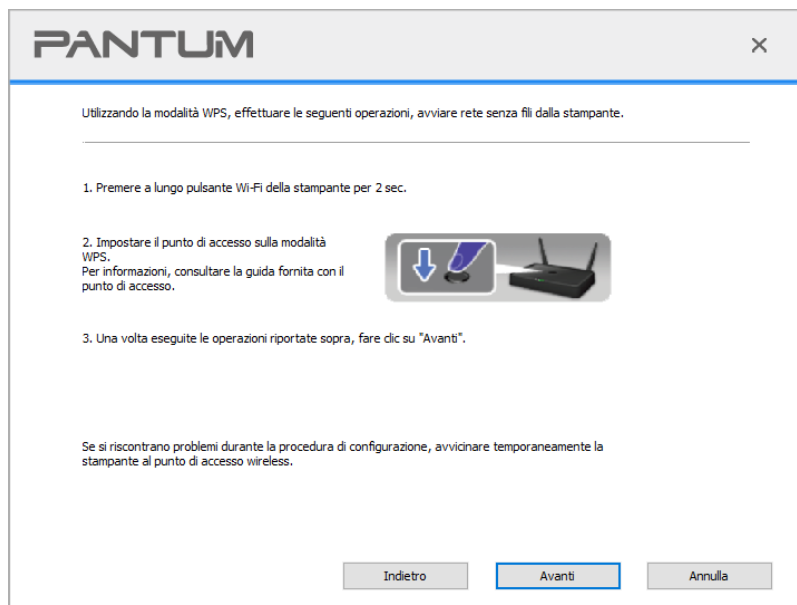 PANTUM
Utilizzando la modalità WPS, effettuare le seguenti operazioni, avviare rete senza fili dalla stampante.
1. Premere a lungo pulsante Wi-Fi della stampante per 2 sec.
2. Impostare il punto di accesso sulla modalità
WPS.
Per informazioni, consultare la guida fornita con il
punto di accesso.
3. Una volta eseguite le operazioni riportate sopra, fare clic su "Avanti".
Se si riscontrano problemi durante la procedura di configurazione, avvicinare temporaneamente la
stampante al punto di accesso wireless.
Indietro
Avanti
Annulla